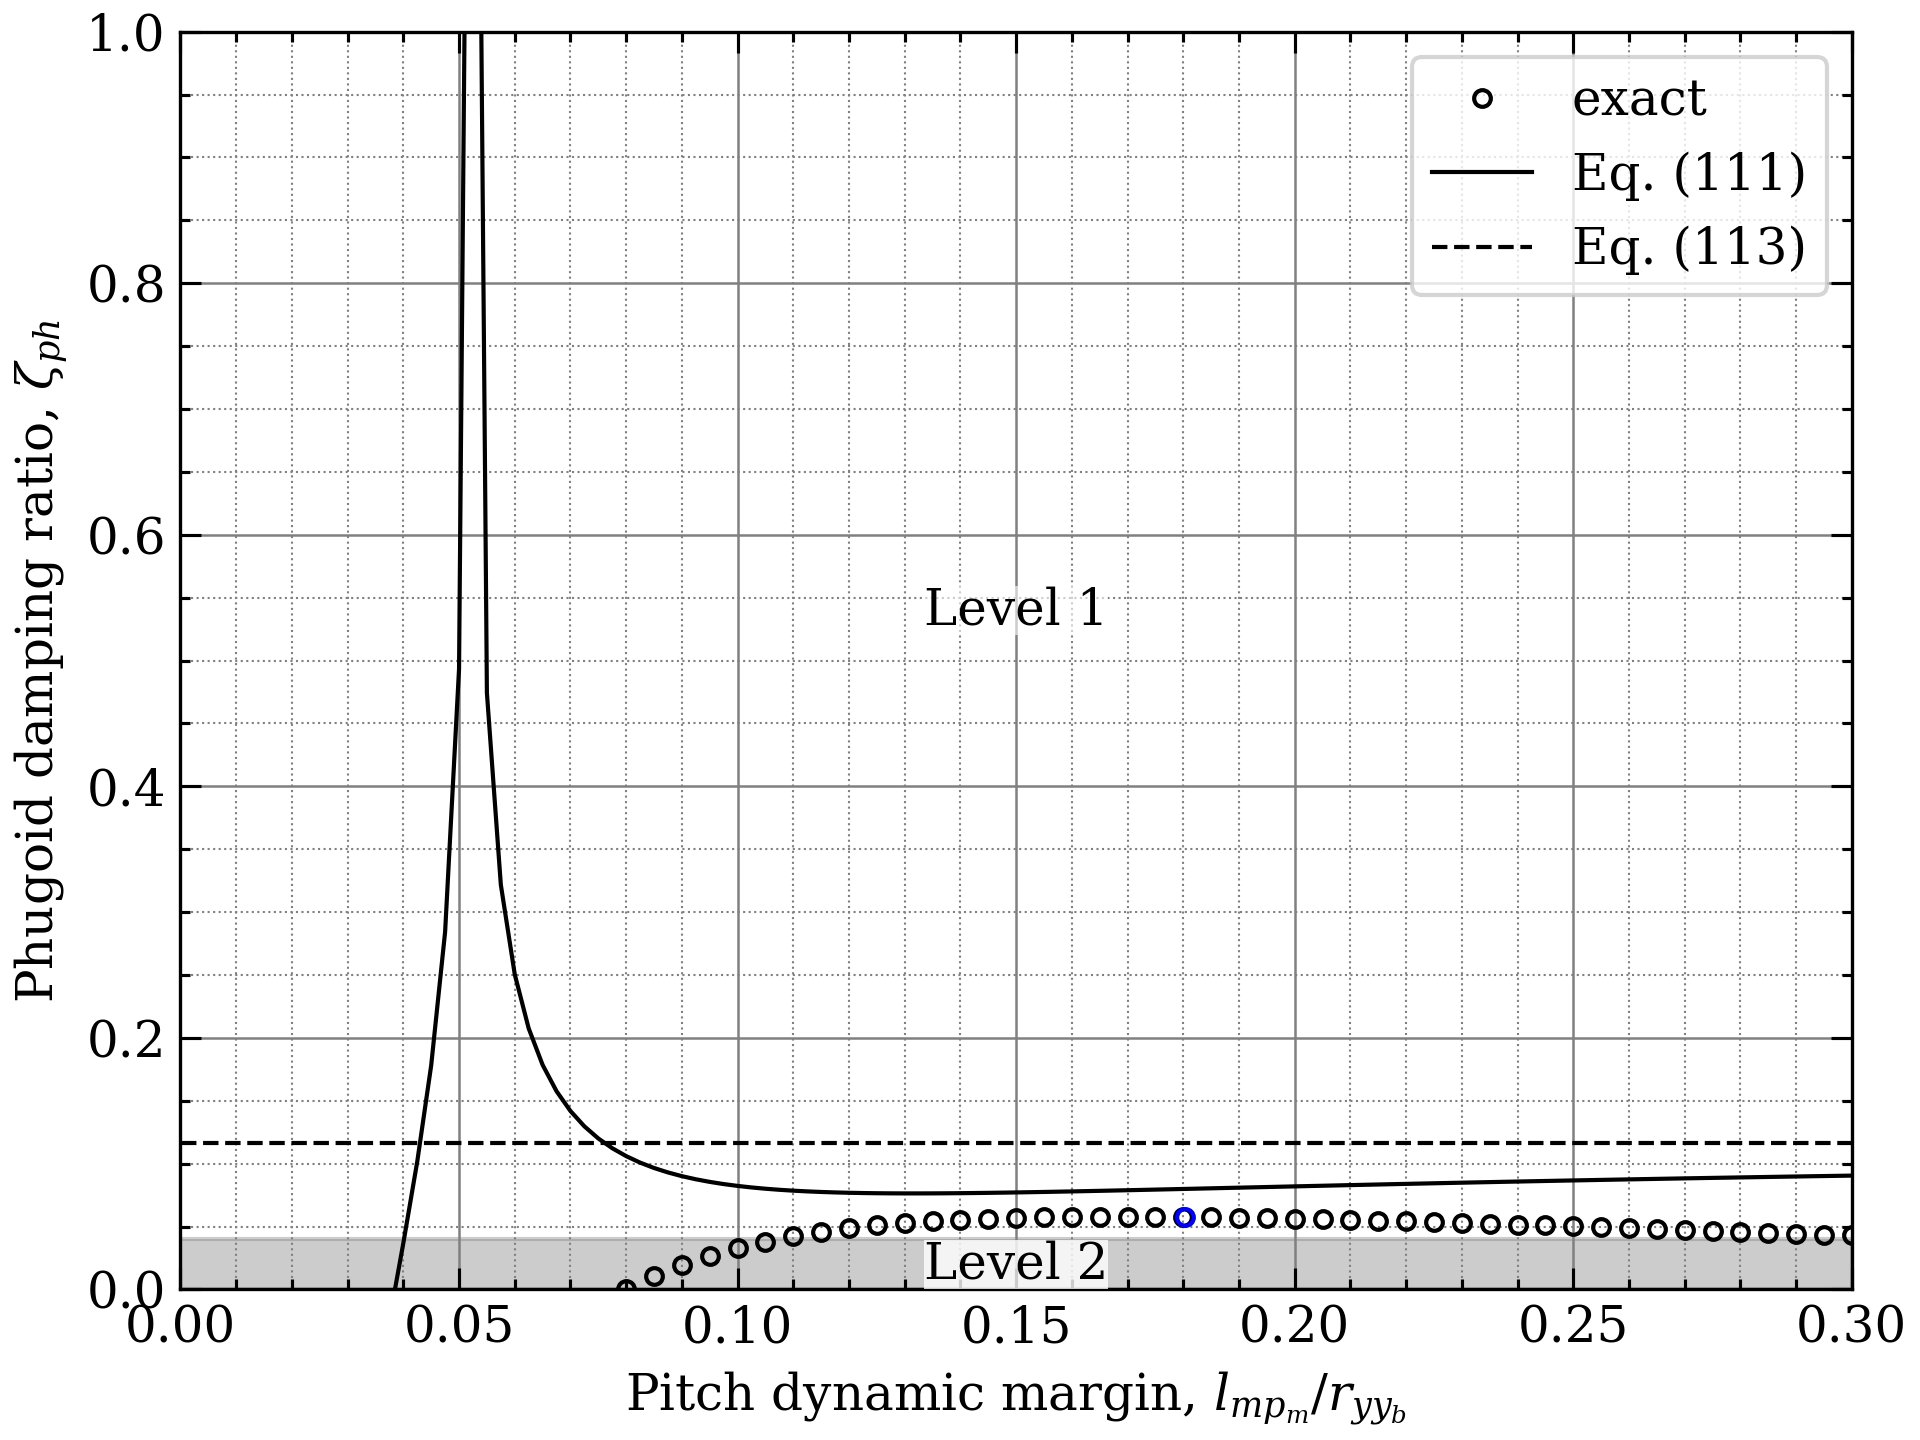 Phugoid damping ratio, ζph
1.0
0.8
0.6
0.4
0.2
0.0
exact
Eq. (111)
Eq. (113)
Level 1
Level 2
0.00 0.05 0.10 0.15 0.20 0.25 0.30
Pitch dynamic margin, lmpm/ryyb